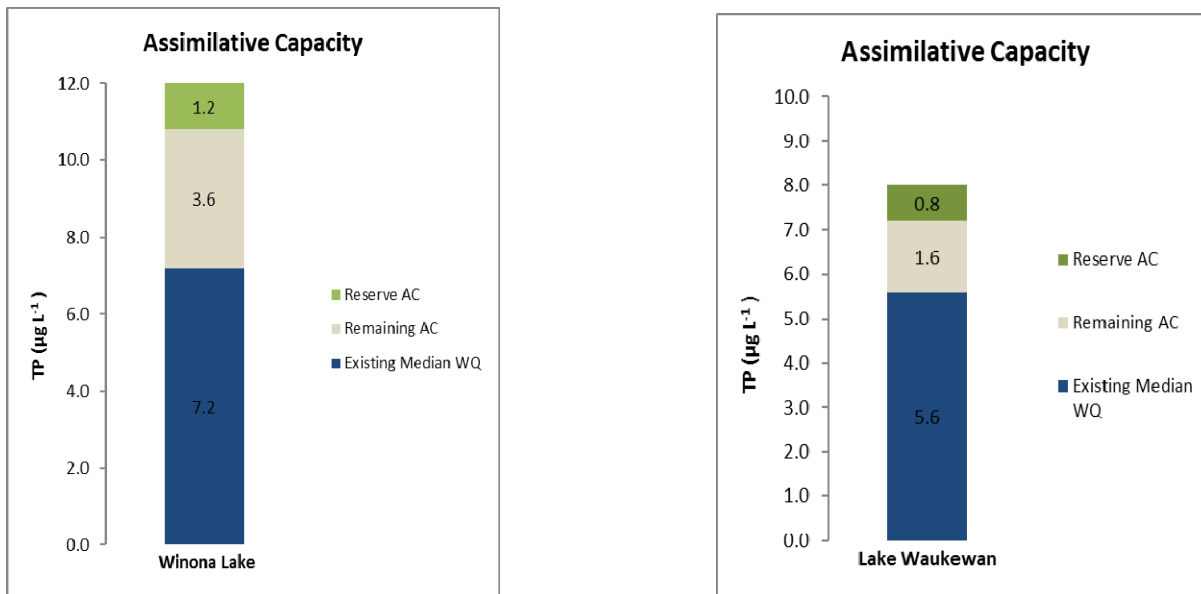 Assimilative Capacity
12.0
10.0
8.0
6.0
4.0
2.0
0.0
TP (µg L⁻¹ )
1.2
3.6
7.2
Reserve AC
Remaining AC
Existing Median WQ
Winona Lake
Assimilative Capacity
10.0
9.0
8.0
7.0
6.0
5.0
4.0
3.0
2.0
1.0
0.0
TP (µg L⁻¹ )
0.8
1.6
5.6
Reserve AC
Remaining AC
Existing Median
WQ
Lake Waukewan